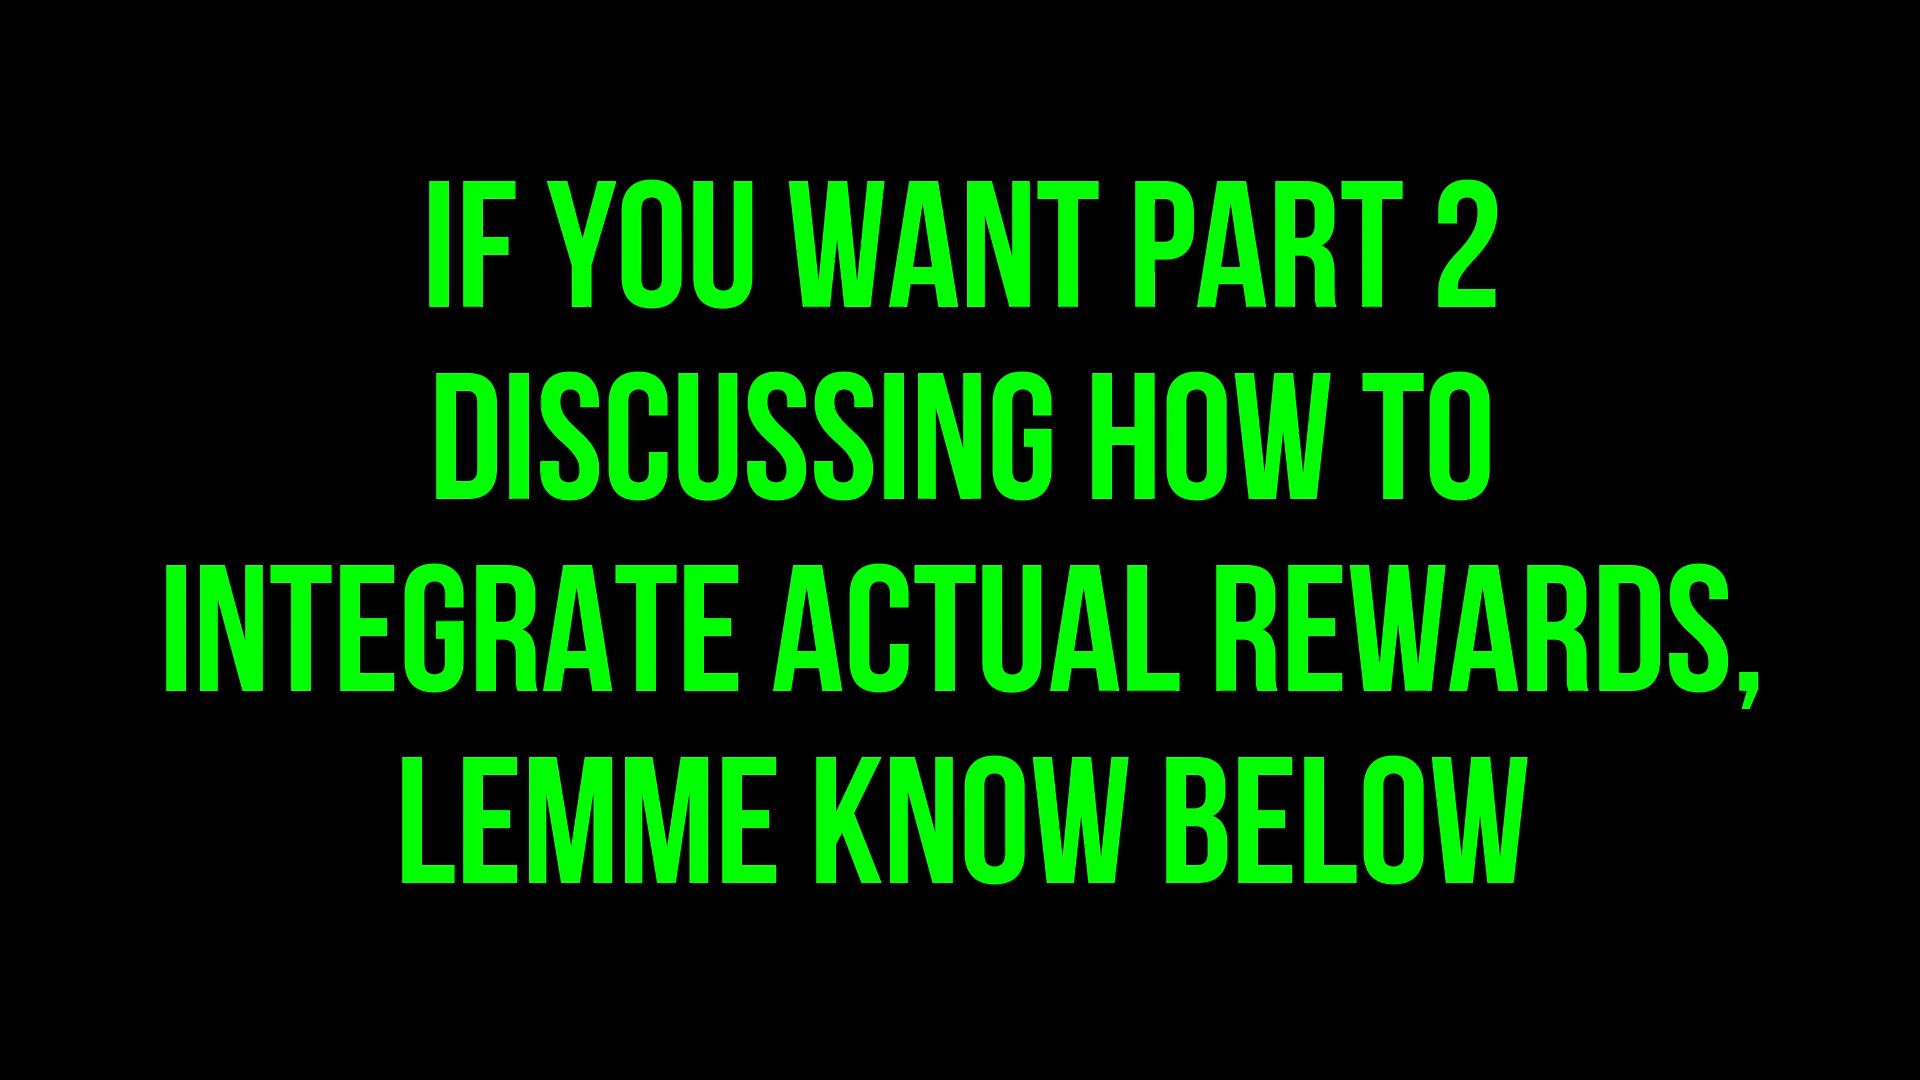 IF YOU WANT PART 2
DISCUSSING HOW TO
INTEGRATE ACTUAL REWARDS,
LEMME KNOW BELOW